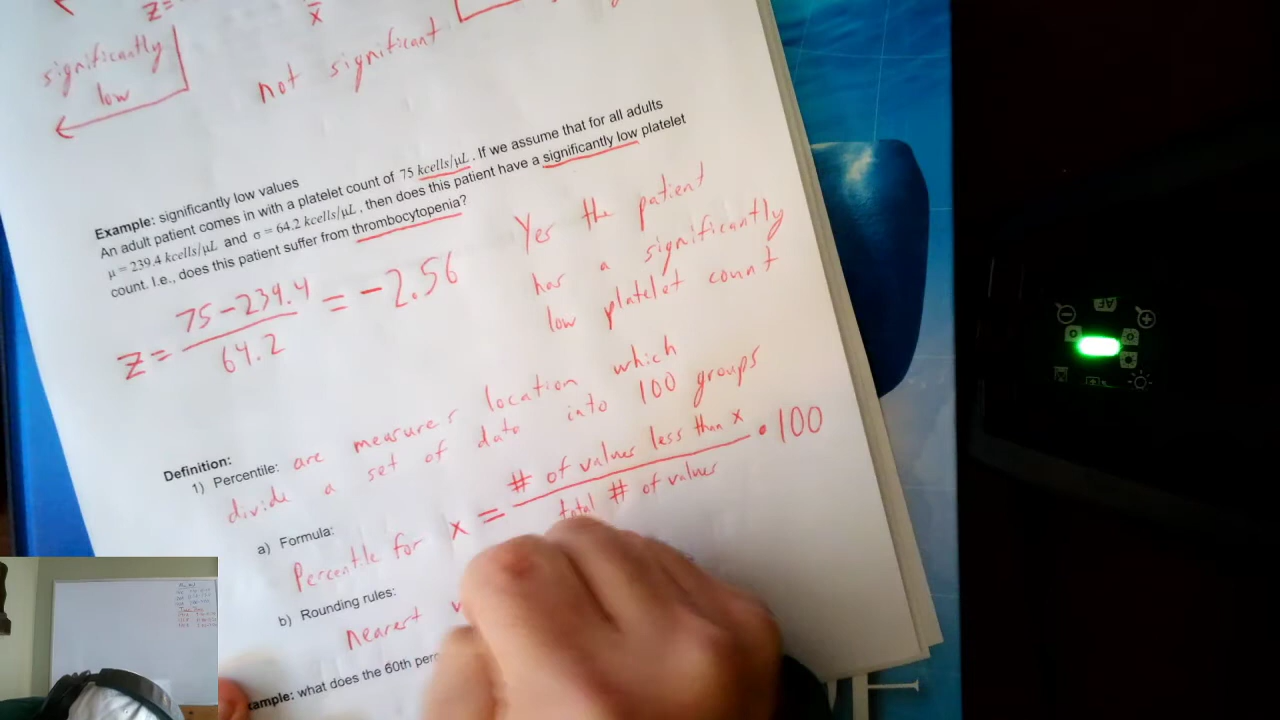 z=
x̄
significantly
low
not significant
Example: significantly low values
An adult patient comes in with a platelet count of 75 kcells/μL. If we assume that for all adults
μ = 239.4 kcells/μL and σ = 64.2 kcells/μL, then does this patient have a significantly low platelet
count. I.e., does this patient suffer from thrombocytopenia?
z = 75-239.4 / 64.2 = -2.56
Yes the patient
has a significantly
low platelet count
Definition:
1) Percentile: are measures location which
divide a set of data into 100 groups
a) Formula:
Percentile for x = # of values less than x / total # of values • 100
b) Rounding rules:
nearest
ample: what does the 60th perc
AF